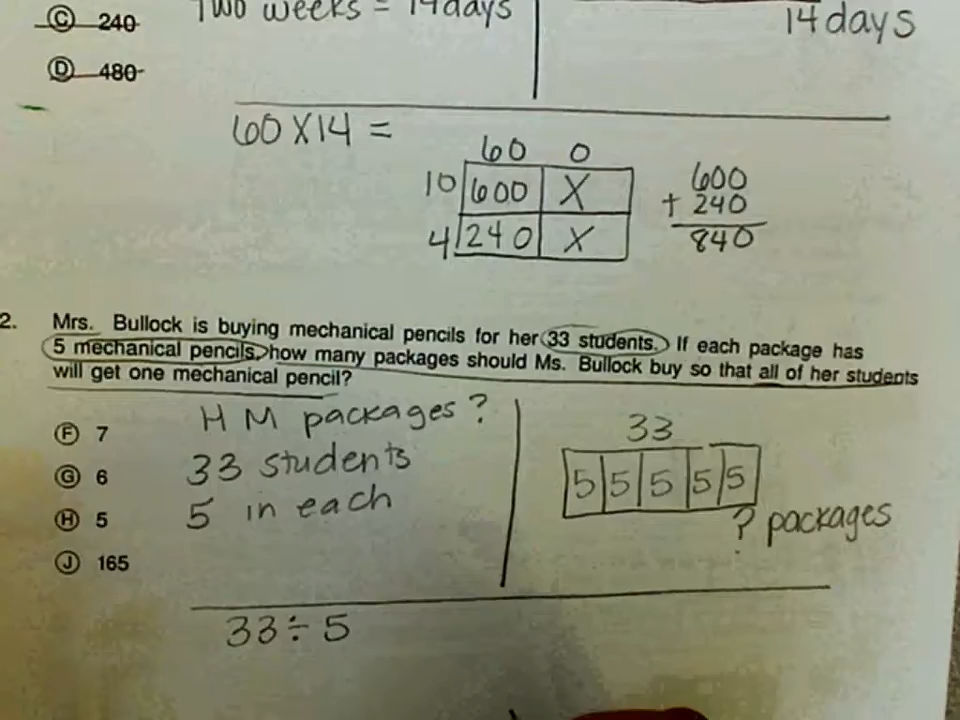 C 240
Two weeks = 14 days
14 days
D 480
60 X 14 =
60 0
10 600 X
4 240 X
600
+ 240
840
2. Mrs. Bullock is buying mechanical pencils for her 33 students. If each package has
5 mechanical pencils, how many packages should Ms. Bullock buy so that all of her students
will get one mechanical pencil?
F 7
G 6
H 5
J 165
H M packages ?
33 students
5 in each
33
5 5 5 5 5
? packages
33 ÷ 5